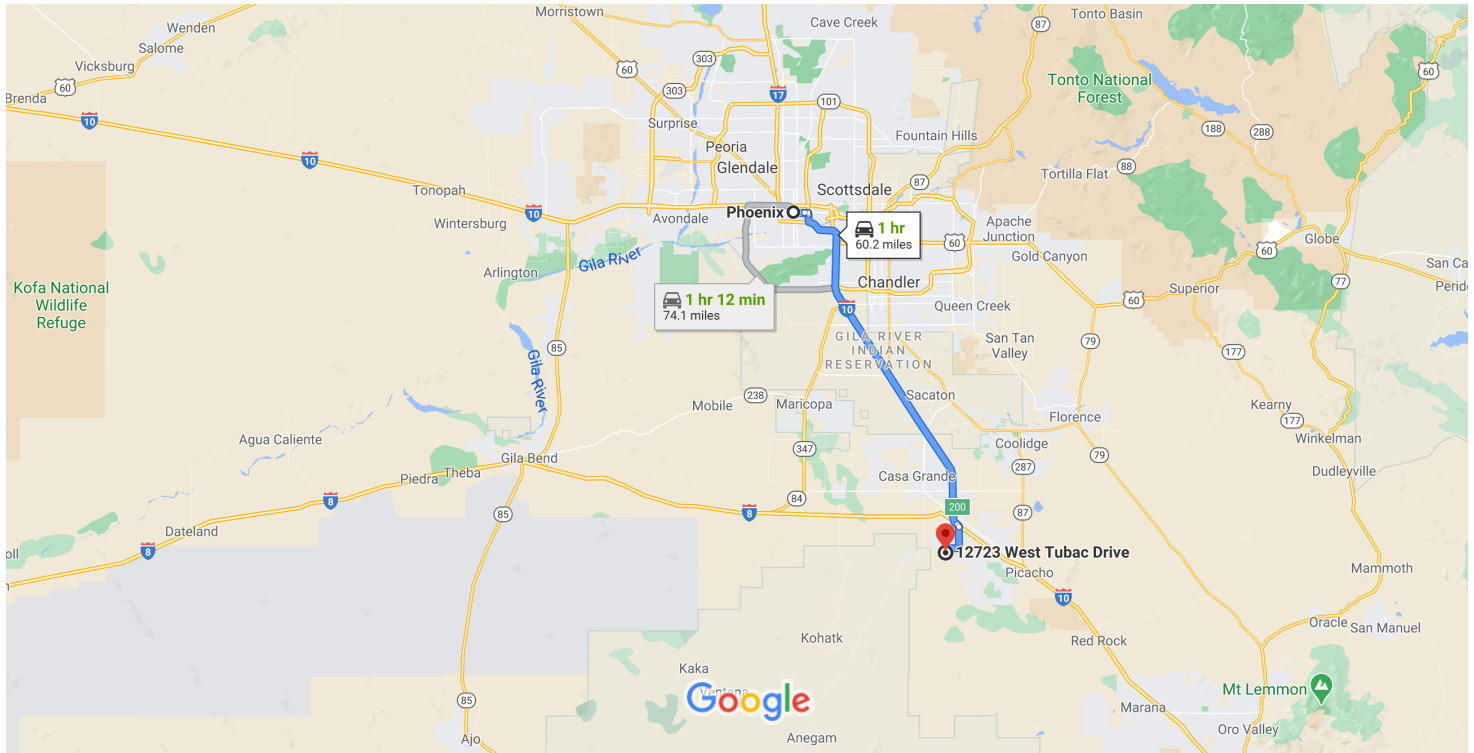 Morristown
Cave Creek
Tonto Basin
87
Wenden
Salome
303
60
Vicksburg
60
60
Tonto National
Forest
Brenda
303
17
101
10
Surprise
188
288
Fountain Hills
Peoria
Glendale
10
88
Tortilla Flat
87
Tonopah
Scottsdale
10
Phoenix
Wintersburg
Avondale
1 hr
60.2 miles
Apache
Junction
60
Globe
60
Gila River
Gold Canyon
Arlington
San Ca
Kofa National
Wildlife
Refuge
Chandler
Superior
77
Perido
1 hr 12 min
74.1 miles
60
10
Queen Creek
GILA RIVER
INDIAN
RESERVATION
San Tan
Valley
79
85
177
Gila River
238
Sacaton
Mobile
Maricopa
Kearny
Florence
177
Agua Caliente
Coolidge
Winkelman
347
79
Gila Bend
287
Dudleyville
Theba
Piedra
Casa Grande
84
8
200
8
85
87
Dateland
8
oll
12723 West Tubac Drive
Picacho
Mammoth
10
Oracle
San Manuel
Kohatk
Red Rock
Kaka
Ventana
Mt Lemmon
Google
85
Marana
Oro Valley
Ajo
Anegam